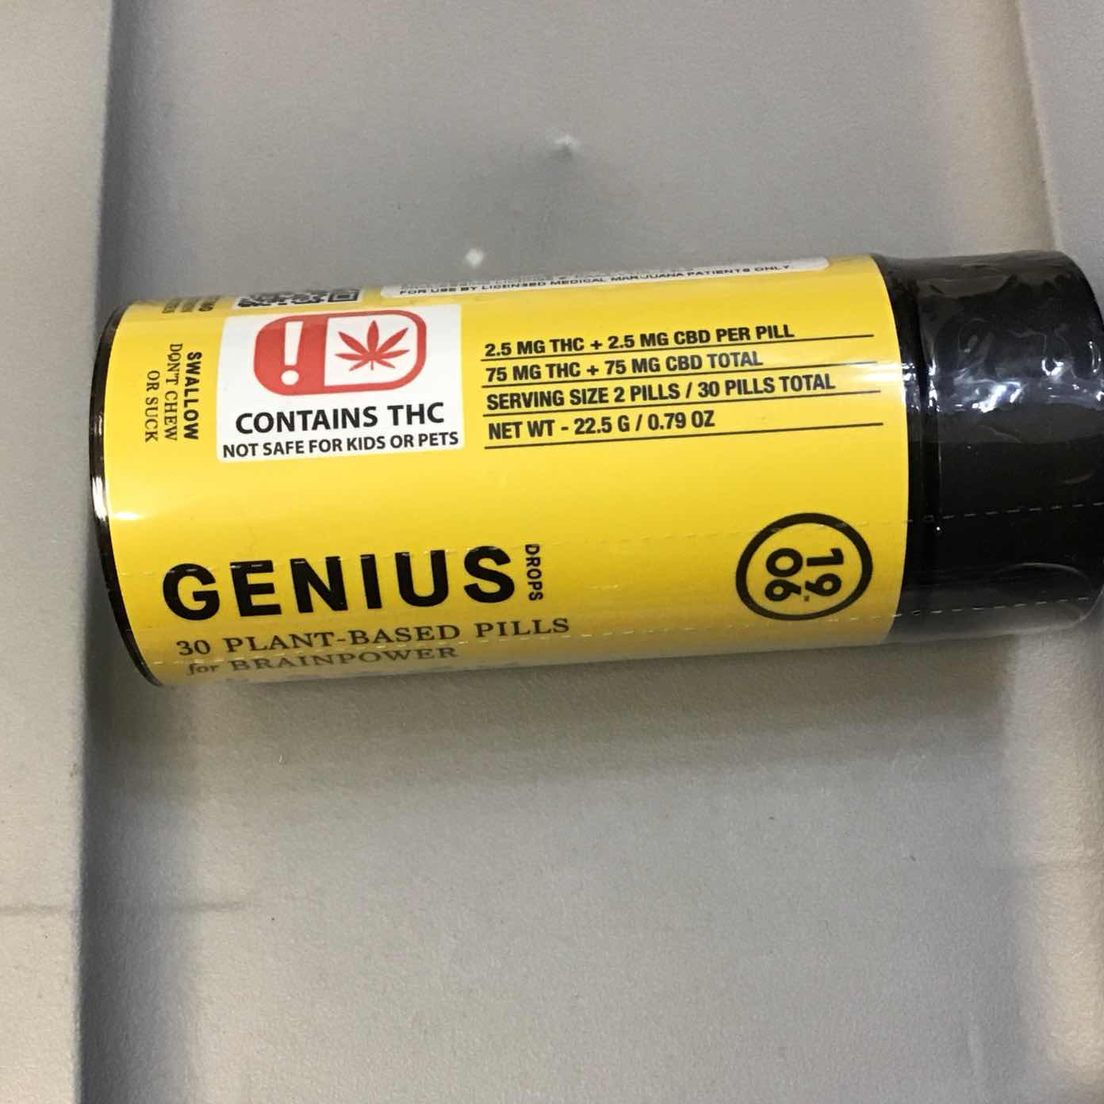 FOR USE BY LICENSED MEDICAL MARIJUANA PATIENTS ONLY
SWALLOW
DON'T CHEW
OR SUCK
!
CONTAINS THC
NOT SAFE FOR KIDS OR PETS
2.5 MG THC + 2.5 MG CBD PER PILL
75 MG THC + 75 MG CBD TOTAL
SERVING SIZE 2 PILLS / 30 PILLS TOTAL
NET WT - 22.5 G / 0.79 OZ
GENIUS
DROPS
30 PLANT-BASED PILLS
for BRAINPOWER
19
06